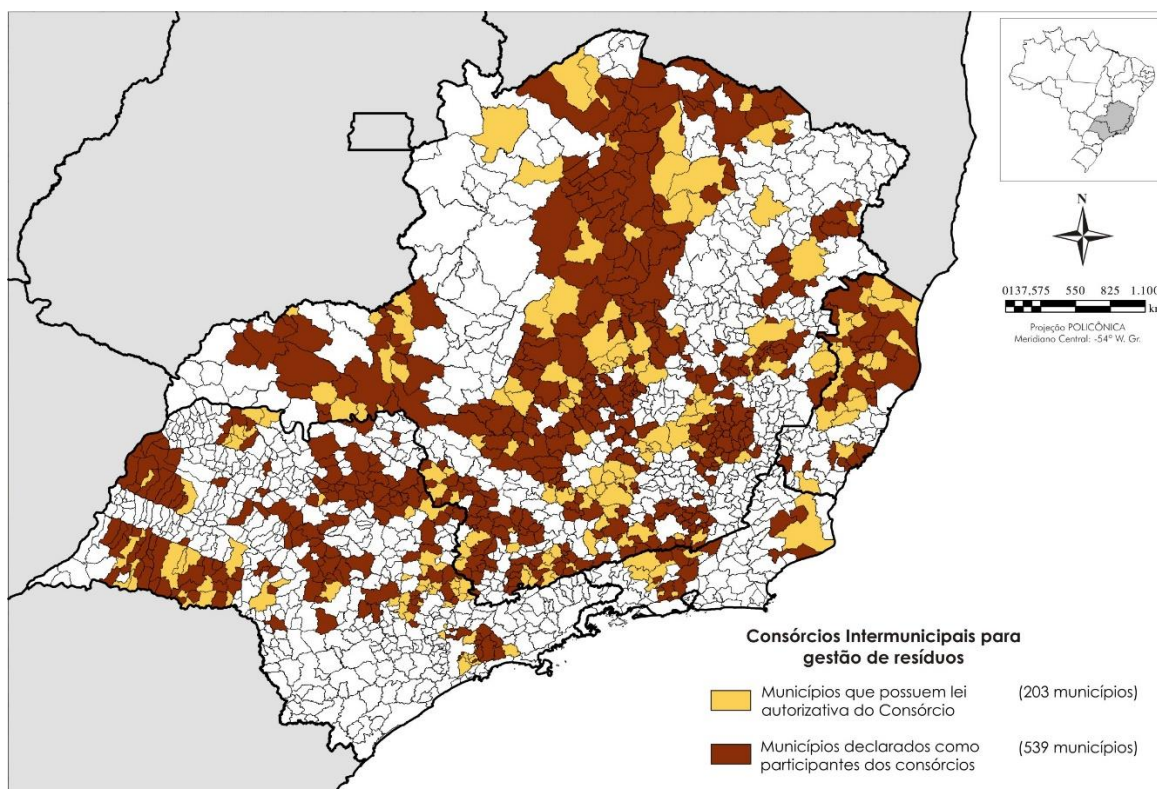 N
0137.575 550 825 1.100
km
Projeção POLICÔNICA
Meridiano Central: -54º W. Gr.
Consórcios Intermunicipais para
gestão de resíduos
Municípios que possuem lei (203 municípios)
autorizativa do Consórcio
Municípios declarados como (539 municípios)
participantes dos consórcios